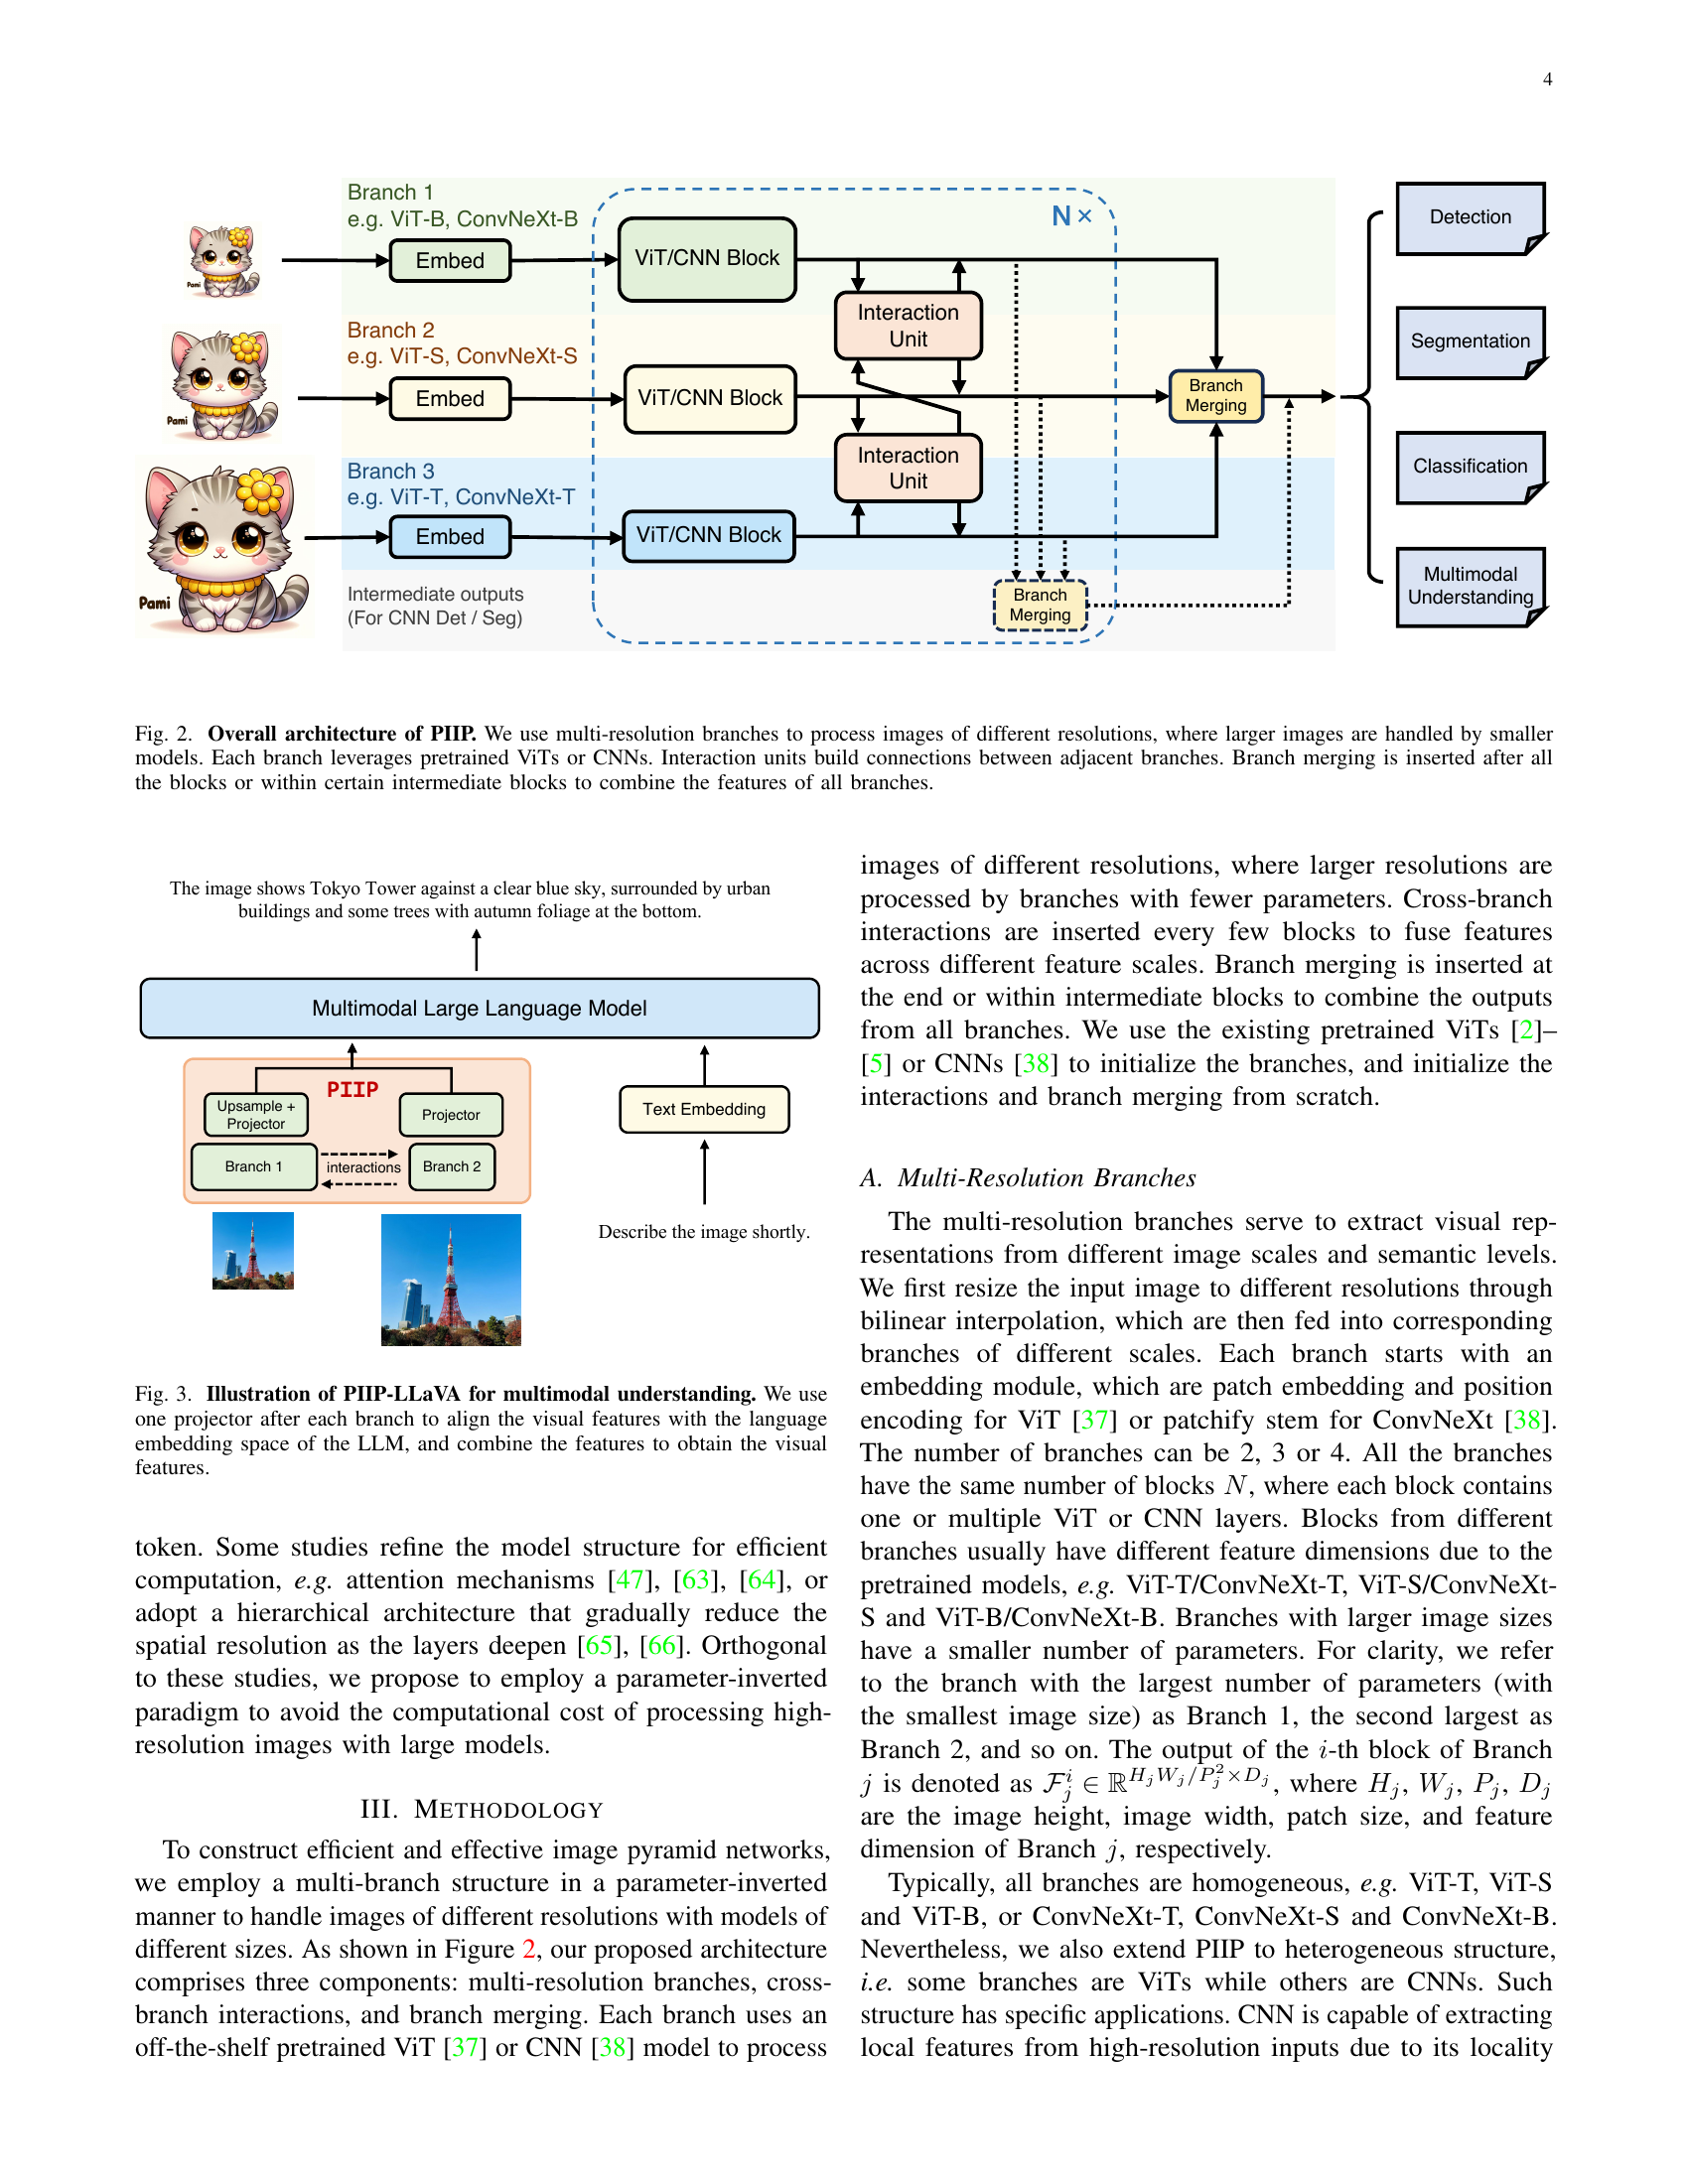 4
Branch 1
e.g. ViT-B, ConvNeXt-B
N ×
Embed
ViT/CNN Block
Interaction
Unit
Pami
Branch 2
e.g. ViT-S, ConvNeXt-S
Embed
ViT/CNN Block
Branch
Merging
Pami
Interaction
Unit
Branch 3
e.g. ViT-T, ConvNeXt-T
Embed
ViT/CNN Block
Pami
Intermediate outputs
(For CNN Det / Seg)
Branch
Merging
Detection
Segmentation
Classification
Multimodal
Understanding
Fig. 2. Overall architecture of PIIP. We use multi-resolution branches to process images of different resolutions, where larger images are handled by smaller
models. Each branch leverages pretrained ViTs or CNNs. Interaction units build connections between adjacent branches. Branch merging is inserted after all
the blocks or within certain intermediate blocks to combine the features of all branches.
The image shows Tokyo Tower against a clear blue sky, surrounded by urban
buildings and some trees with autumn foliage at the bottom.
Multimodal Large Language Model
PIIP
Upsample +
Projector
Projector
Text Embedding
Branch 1
interactions
Branch 2
Describe the image shortly.
Fig. 3. Illustration of PIIP-LLaVA for multimodal understanding. We use
one projector after each branch to align the visual features with the language
embedding space of the LLM, and combine the features to obtain the visual
features.
token. Some studies refine the model structure for efficient
computation, e.g. attention mechanisms [47], [63], [64], or
adopt a hierarchical architecture that gradually reduce the
spatial resolution as the layers deepen [65], [66]. Orthogonal
to these studies, we propose to employ a parameter-inverted
paradigm to avoid the computational cost of processing high-
resolution images with large models.
III. METHODOLOGY
To construct efficient and effective image pyramid networks,
we employ a multi-branch structure in a parameter-inverted
manner to handle images of different resolutions with models of
different sizes. As shown in Figure 2, our proposed architecture
comprises three components: multi-resolution branches, cross-
branch interactions, and branch merging. Each branch uses an
off-the-shelf pretrained ViT [37] or CNN [38] model to process
images of different resolutions, where larger resolutions are
processed by branches with fewer parameters. Cross-branch
interactions are inserted every few blocks to fuse features
across different feature scales. Branch merging is inserted at
the end or within intermediate blocks to combine the outputs
from all branches. We use the existing pretrained ViTs [2]–
[5] or CNNs [38] to initialize the branches, and initialize the
interactions and branch merging from scratch.
A. Multi-Resolution Branches
The multi-resolution branches serve to extract visual rep-
resentations from different image scales and semantic levels.
We first resize the input image to different resolutions through
bilinear interpolation, which are then fed into corresponding
branches of different scales. Each branch starts with an
embedding module, which are patch embedding and position
encoding for ViT [37] or patchify stem for ConvNeXt [38].
The number of branches can be 2, 3 or 4. All the branches
have the same number of blocks N, where each block contains
one or multiple ViT or CNN layers. Blocks from different
branches usually have different feature dimensions due to the
pretrained models, e.g. ViT-T/ConvNeXt-T, ViT-S/ConvNeXt-
S and ViT-B/ConvNeXt-B. Branches with larger image sizes
have a smaller number of parameters. For clarity, we refer
to the branch with the largest number of parameters (with
the smallest image size) as Branch 1, the second largest as
Branch 2, and so on. The output of the i-th block of Branch
j is denoted as $\mathcal{F}_j^i \in \mathbb{R}^{H_j W_j / P_j^2 \times D_j}$, where $H_j$, $W_j$, $P_j$, $D_j$
are the image height, image width, patch size, and feature
dimension of Branch j, respectively.
Typically, all branches are homogeneous, e.g. ViT-T, ViT-S
and ViT-B, or ConvNeXt-T, ConvNeXt-S and ConvNeXt-B.
Nevertheless, we also extend PIIP to heterogeneous structure,
i.e. some branches are ViTs while others are CNNs. Such
structure has specific applications. CNN is capable of extracting
local features from high-resolution inputs due to its locality